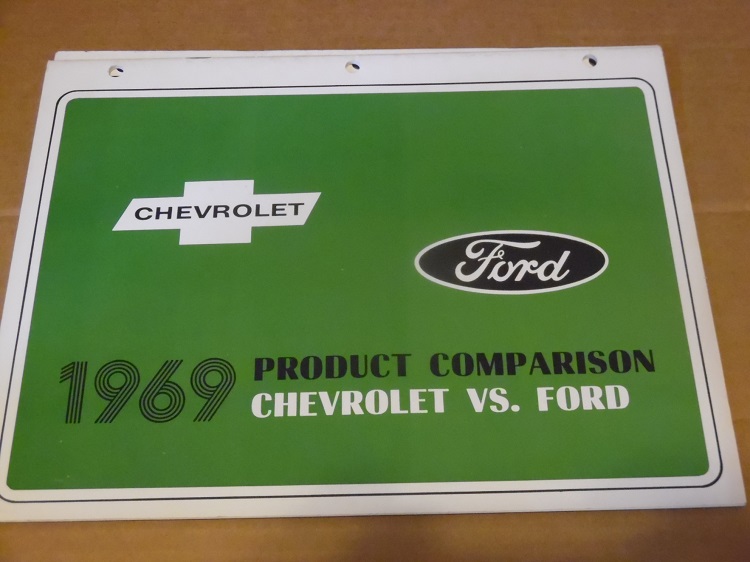 CHEVROLET
Ford
1969 PRODUCT COMPARISON
CHEVROLET VS. FORD